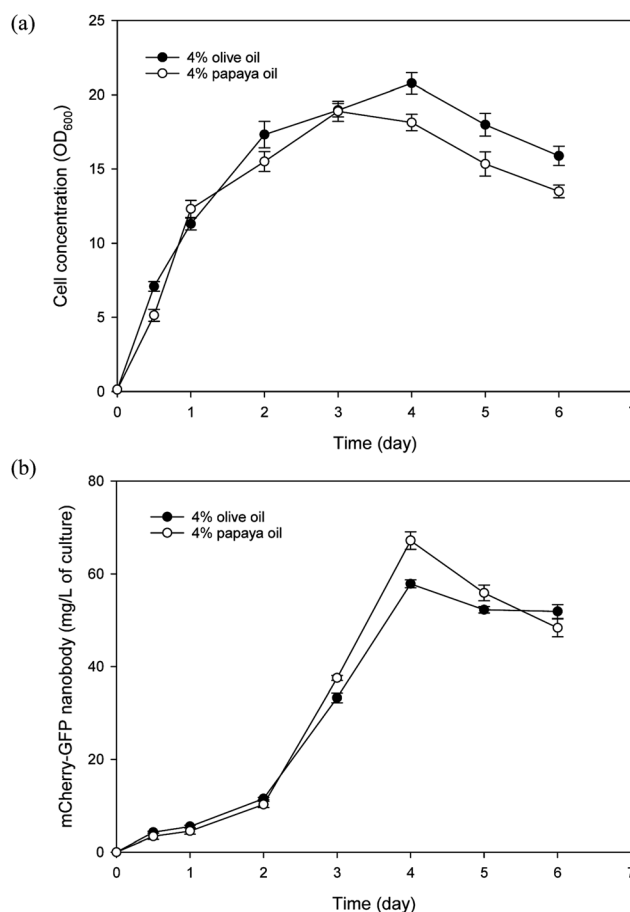 (a)
25
20
15
10
5
0
Cell concentration (OD600)
4% olive oil
4% papaya oil
0 1 2 3 4 5 6 7
Time (day)
(b)
80
60
40
20
0
mCherry-GFP nanobody (mg/L of culture)
4% olive oil
4% papaya oil
0 1 2 3 4 5 6 7
Time (day)